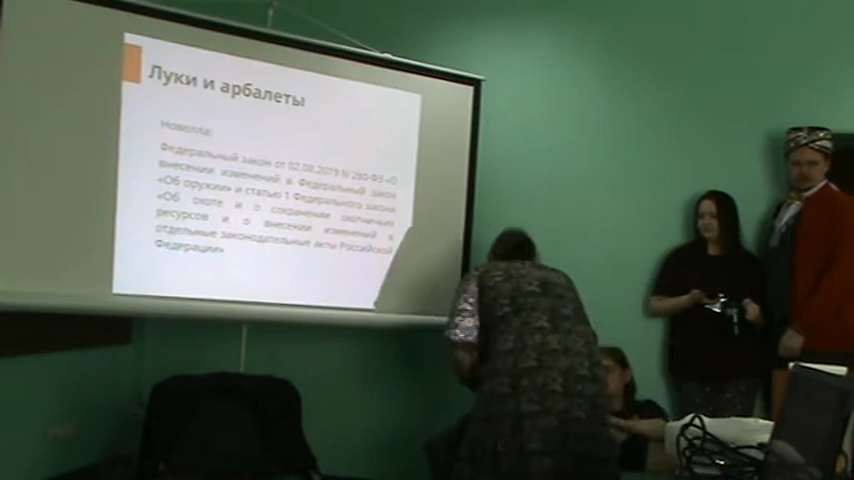 Луки и арбалеты
Новелла:
Федеральный закон от 02.08.2019 N 280-ФЗ «О
внесении изменений в Федеральный закон
«Об оружии» и статью 1 Федерального закона
«Об охоте и о сохранении охотничьих
ресурсов и о внесении изменений в
отдельные законодательные акты Российской
Федерации»